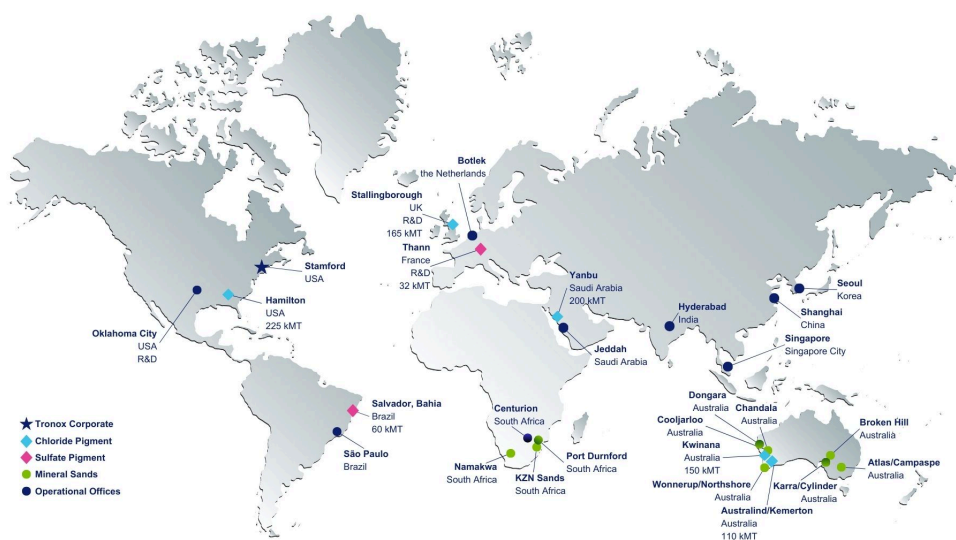 Botlek
the Netherlands
Stallingborough
UK
R&D
165 kMT
Thann
France
R&D
32 kMT
Stamford
USA
Hamilton
USA
225 kMT
Oklahoma City
USA
R&D
Yanbu
Saudi Arabia
200 kMT
Jeddah
Saudi Arabia
Hyderabad
India
Seoul
Korea
Shanghai
China
Singapore
Singapore City
Salvador, Bahia
Brazil
60 kMT
São Paulo
Brazil
Centurion
South Africa
Namakwa
South Africa
KZN Sands
South Africa
Port Durnford
South Africa
Dongara
Australia
Chandala
Australia
Cooljarloo
Australia
Kwinana
Australia
150 kMT
Wonnerup/Northshore
Australia
Australind/Kemerton
Australia
110 kMT
Broken Hill
Australia
Atlas/Campaspe
Australia
Karra/Cylinder
Australia
Tronox Corporate
Chloride Pigment
Sulfate Pigment
Mineral Sands
Operational Offices